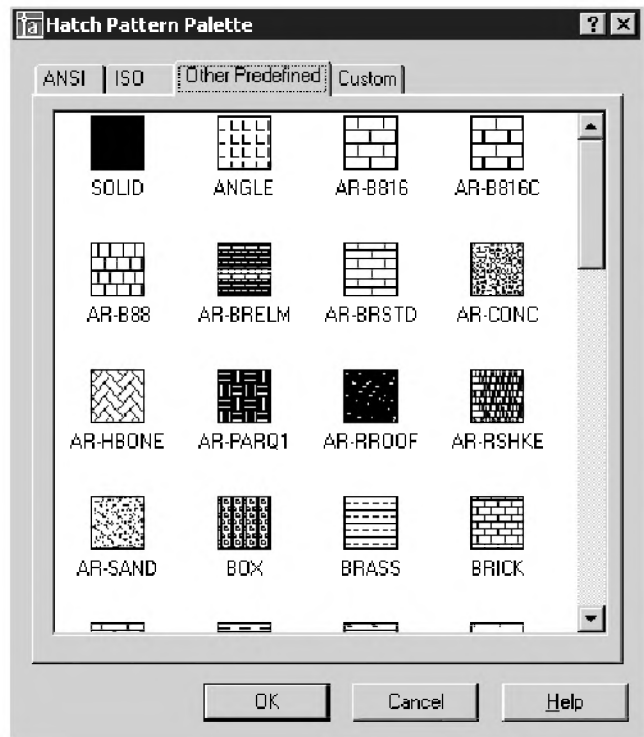 Hatch Pattern Palette
ANSI ISO Other Predefined Custom
SOLID ANGLE AR-B816 AR-B816C
AR-B88 AR-BRELM AR-BRSTD AR-CONC
AR-HBONE AR-PARQ1 AR-RROOF AR-RSHKE
AR-SAND BOX BRASS BRICK
OK Cancel Help